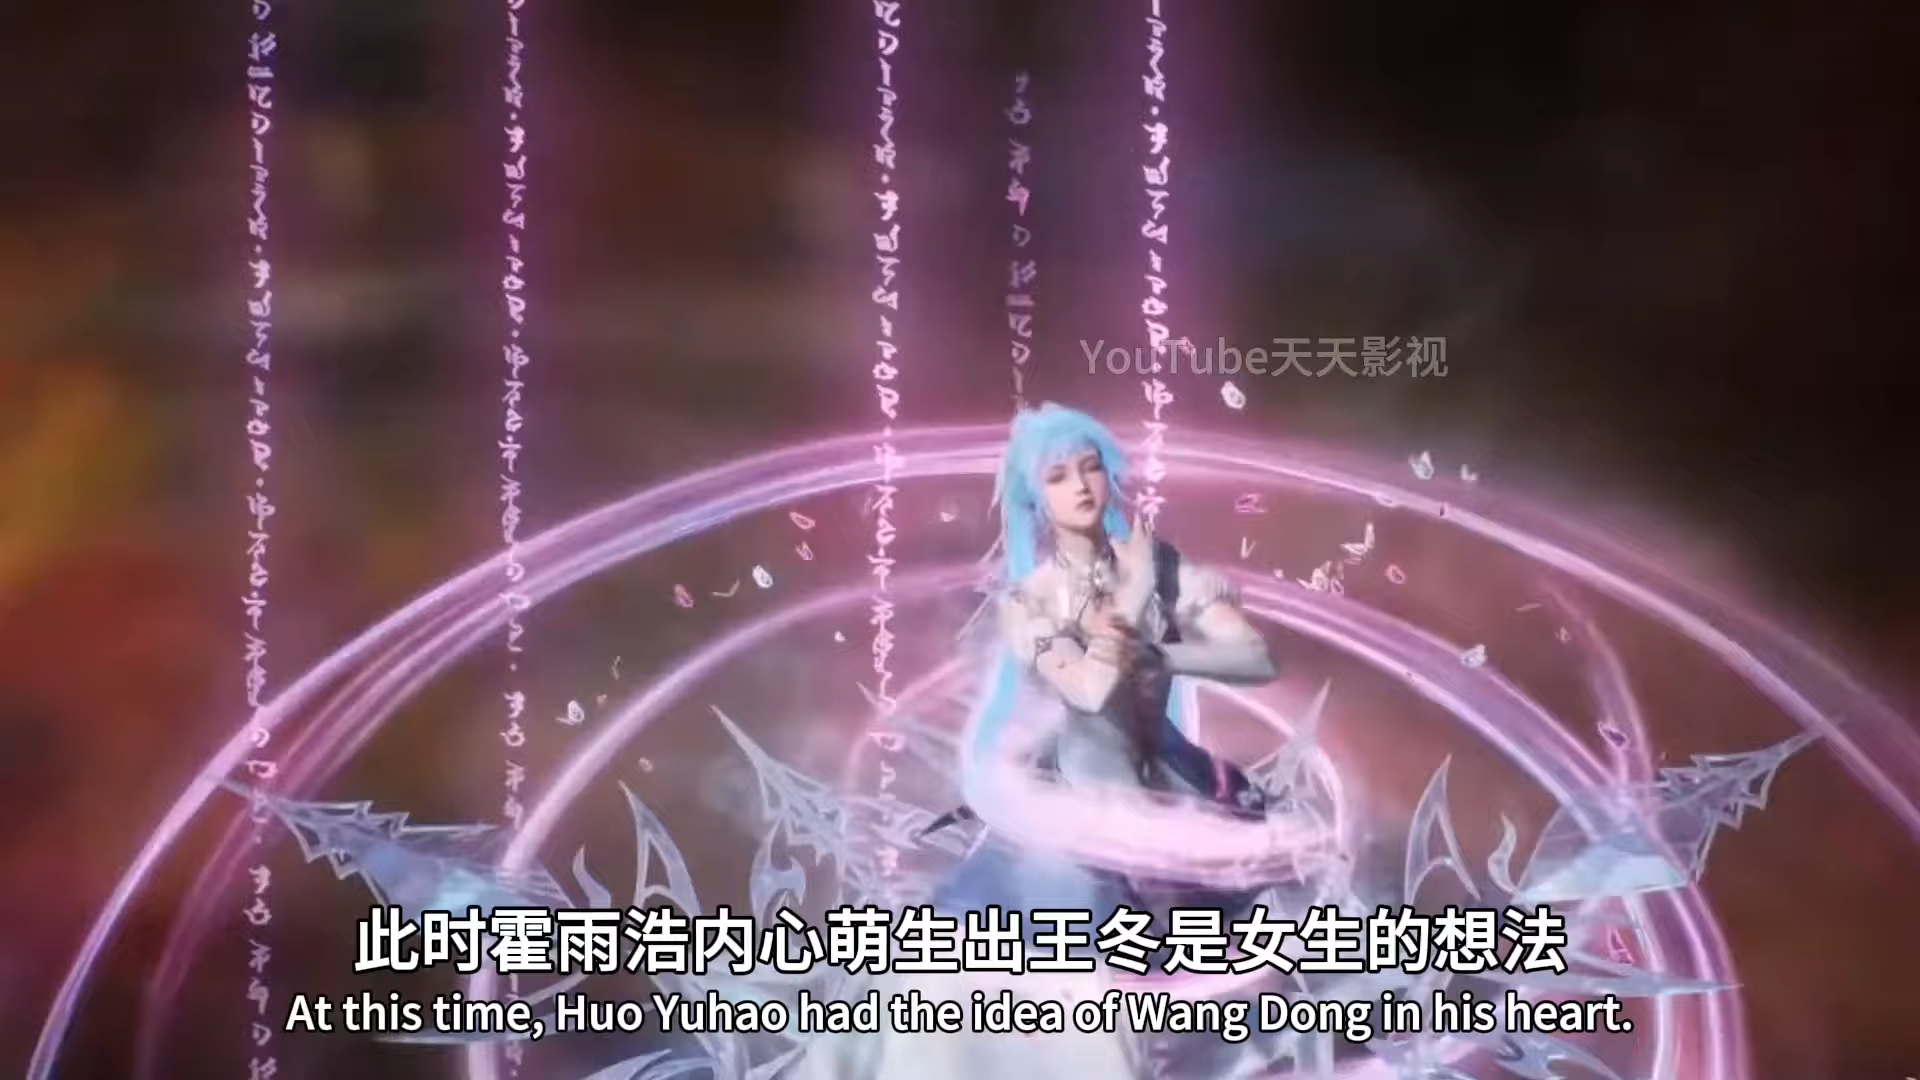 YouTube天天影视
此时霍雨浩内心萌生出王冬是女生的想法
At this time, Huo Yuhao had the idea of Wang Dong in his heart.